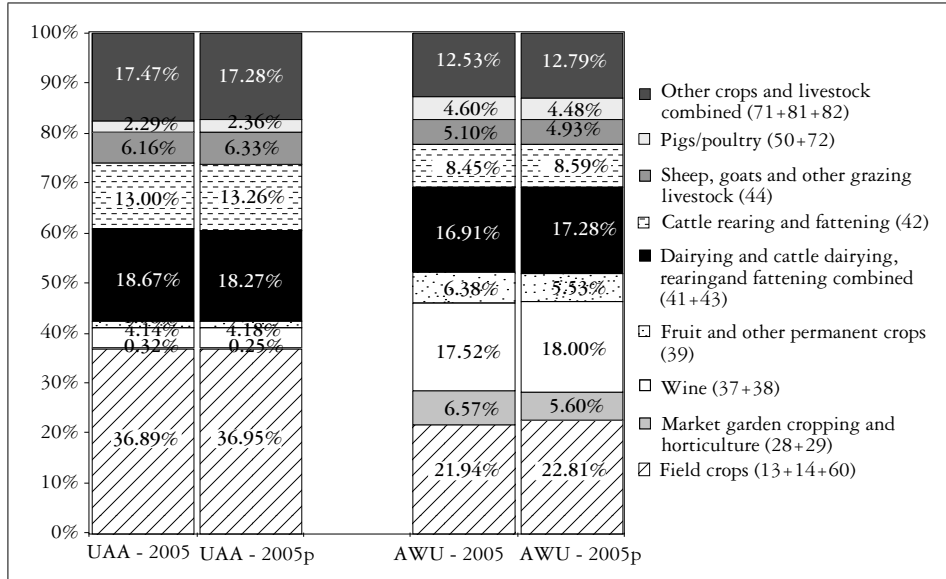 100%
90%
80%
70%
60%
50%
40%
30%
20%
10%
0%
17.47%
2.29%
6.16%
13.00%
18.67%
4.14%
0.32%
36.89%
17.28%
2.36%
6.33%
13.26%
18.27%
4.18%
0.25%
36.95%
12.53%
4.60%
5.10%
8.45%
16.91%
6.38%
17.52%
6.57%
21.94%
12.79%
4.48%
4.93%
8.59%
17.28%
5.53%
18.00%
5.60%
22.81%
UAA - 2005
UAA - 2005p
AWU - 2005
AWU - 2005p
Other crops and livestock
combined (71+81+82)
Pigs/poultry (50+72)
Sheep, goats and other grazing
livestock (44)
Cattle rearing and fattening (42)
Dairying and cattle dairying,
rearingand fattening combined
(41+43)
Fruit and other permanent crops
(39)
Wine (37+38)
Market garden cropping and
horticulture (28+29)
Field crops (13+14+60)